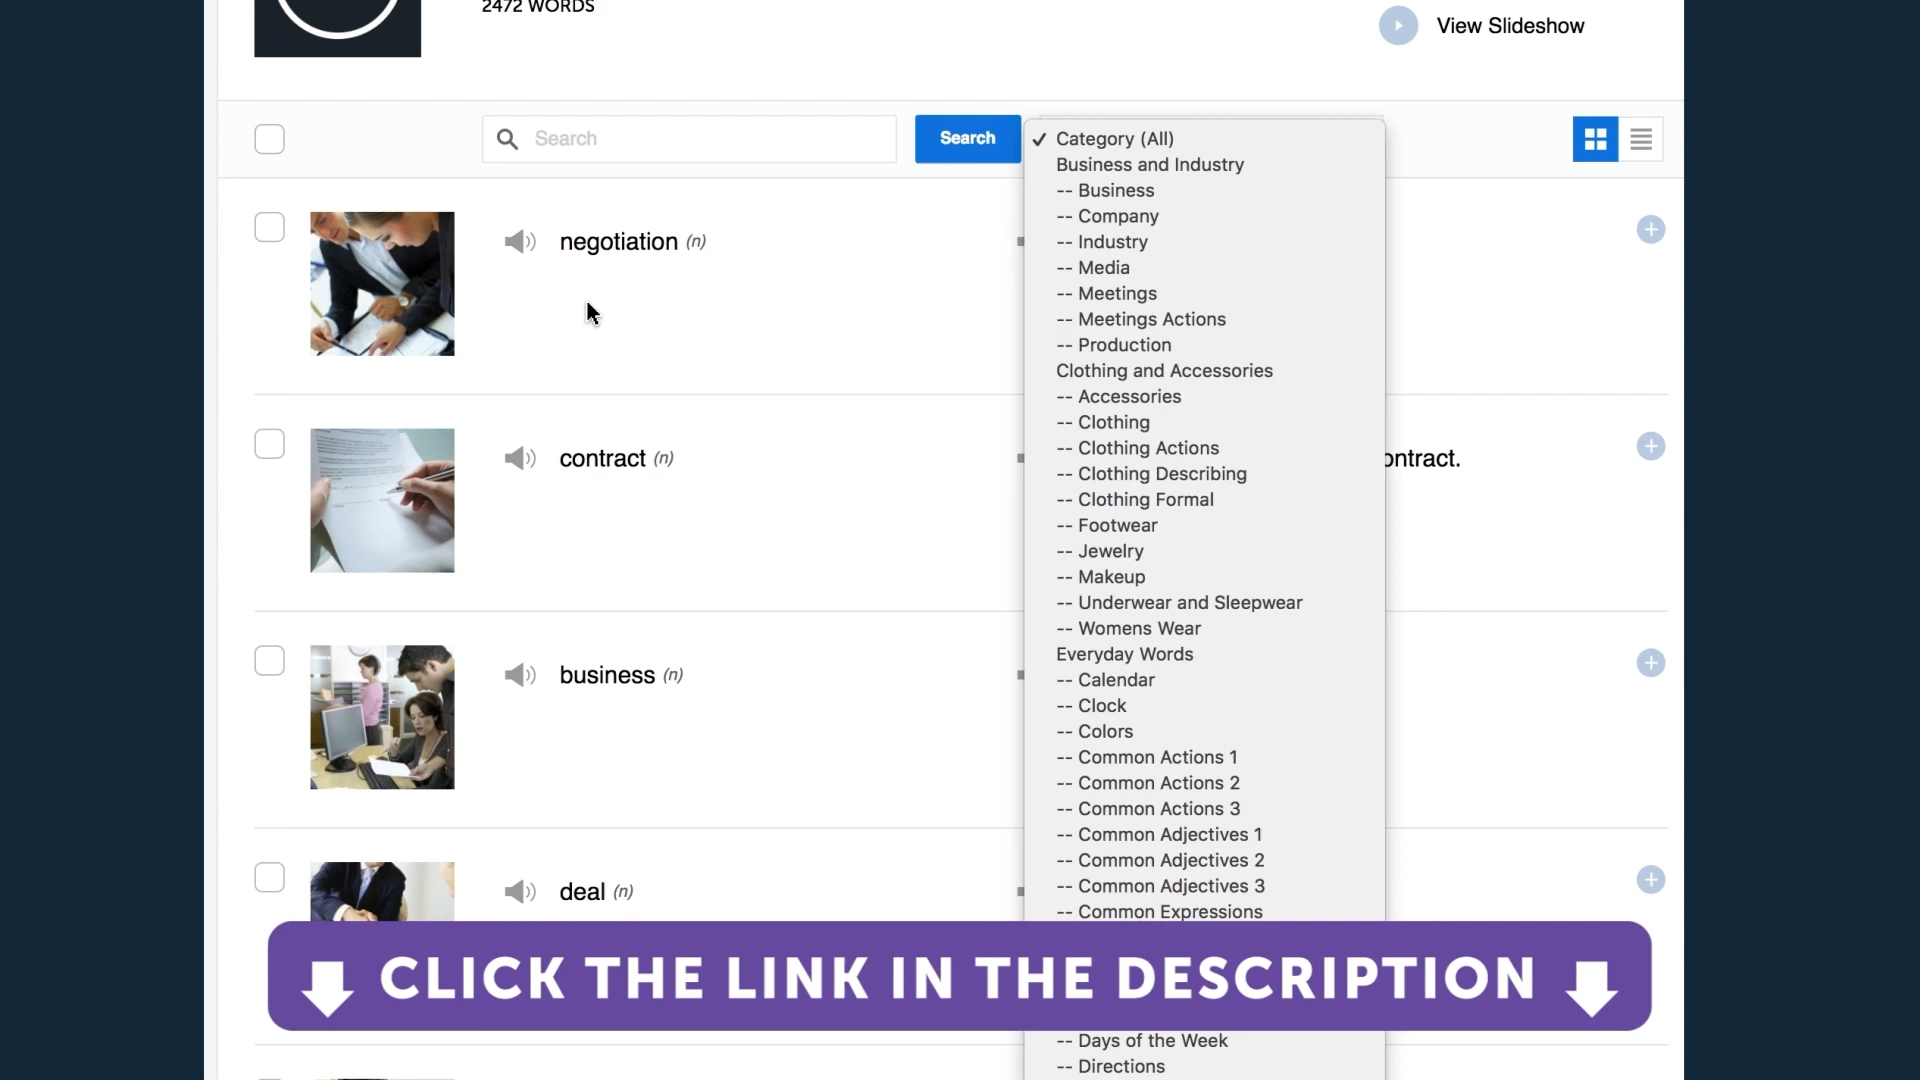 2472 WORDS
View Slideshow
Search
Search
✓ Category (All)
Business and Industry
-- Business
-- Company
-- Industry
-- Media
-- Meetings
-- Meetings Actions
-- Production
Clothing and Accessories
-- Accessories
-- Clothing
-- Clothing Actions
-- Clothing Describing
-- Clothing Formal
-- Footwear
-- Jewelry
-- Makeup
-- Underwear and Sleepwear
-- Womens Wear
Everyday Words
-- Calendar
-- Clock
-- Colors
-- Common Actions 1
-- Common Actions 2
-- Common Actions 3
-- Common Adjectives 1
-- Common Adjectives 2
-- Common Adjectives 3
-- Common Expressions
-- Days of the Week
-- Directions
negotiation (n)
contract (n)
ontract.
business (n)
deal (n)
CLICK THE LINK IN THE DESCRIPTION